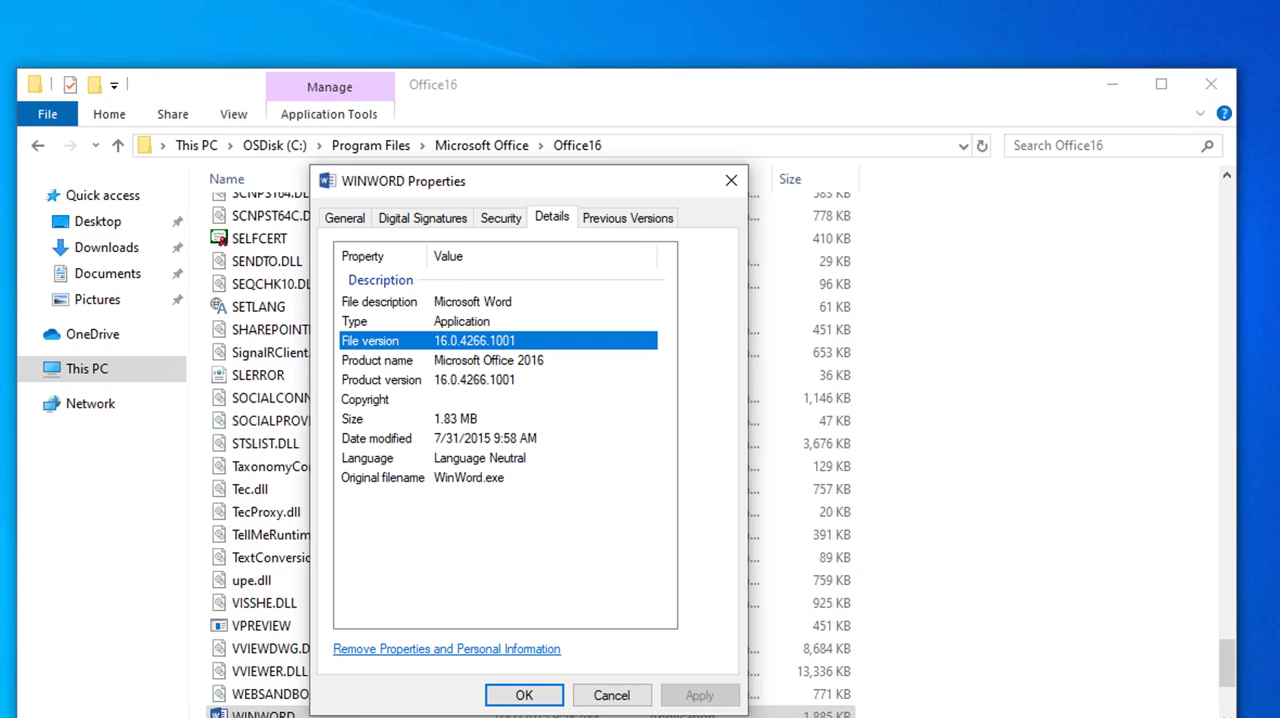 Manage
Office16
File
Home
Share
View
Application Tools
This PC
OSDisk (C:)
Program Files
Microsoft Office
Office16
Search Office16
Name
Size
Quick access
Desktop
Downloads
Documents
Pictures
OneDrive
This PC
Network
SCNPST64.DL
SCNPST64C.D
SELFCERT
SENDTO.DLL
SEQCHK10.DL
SETLANG
SHAREPOINT
SignalRClient.
SLERROR
SOCIALCONN
SOCIALPROV
STSLIST.DLL
TaxonomyCo
Tec.dll
TecProxy.dll
TellMeRuntim
TextConversio
upe.dll
VISSHE.DLL
VPREVIEW
VVIEWDWG.D
VVIEWER.DLL
WEBSANDBO
WINWORD
WINWORD Properties
General
Digital Signatures
Security
Details
Previous Versions
Property Value
Description
File description Microsoft Word
Type Application
File version 16.0.4266.1001
Product name Microsoft Office 2016
Product version 16.0.4266.1001
Copyright
Size 1.83 MB
Date modified 7/31/2015 9:58 AM
Language Language Neutral
Original filename WinWord.exe
Remove Properties and Personal Information
OK
Cancel
Apply
778 KB
410 KB
29 KB
96 KB
61 KB
451 KB
653 KB
36 KB
1,146 KB
47 KB
3,676 KB
129 KB
757 KB
20 KB
391 KB
89 KB
759 KB
925 KB
451 KB
8,684 KB
13,336 KB
771 KB
1,885 KB